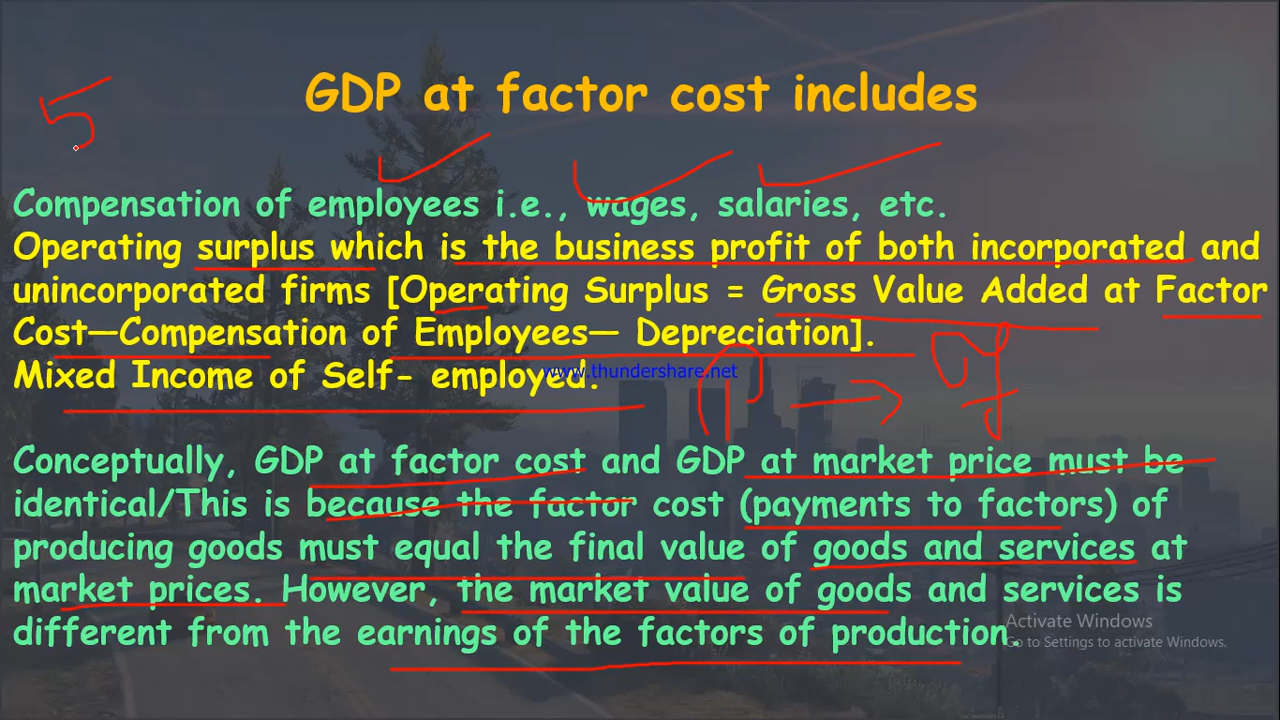 GDP at factor cost includes
5
Compensation of employees i.e., wages, salaries, etc.
Operating surplus which is the business profit of both incorporated and
unincorporated firms [Operating Surplus = Gross Value Added at Factor
Cost—Compensation of Employees— Depreciation].
Mixed Income of Self- employed.
www.thundershare.net
Conceptually, GDP at factor cost and GDP at market price must be
identical/This is because the factor cost (payments to factors) of
producing goods must equal the final value of goods and services at
market prices. However, the market value of goods and services is
different from the earnings of the factors of production.
Activate Windows
Go to Settings to activate Windows.